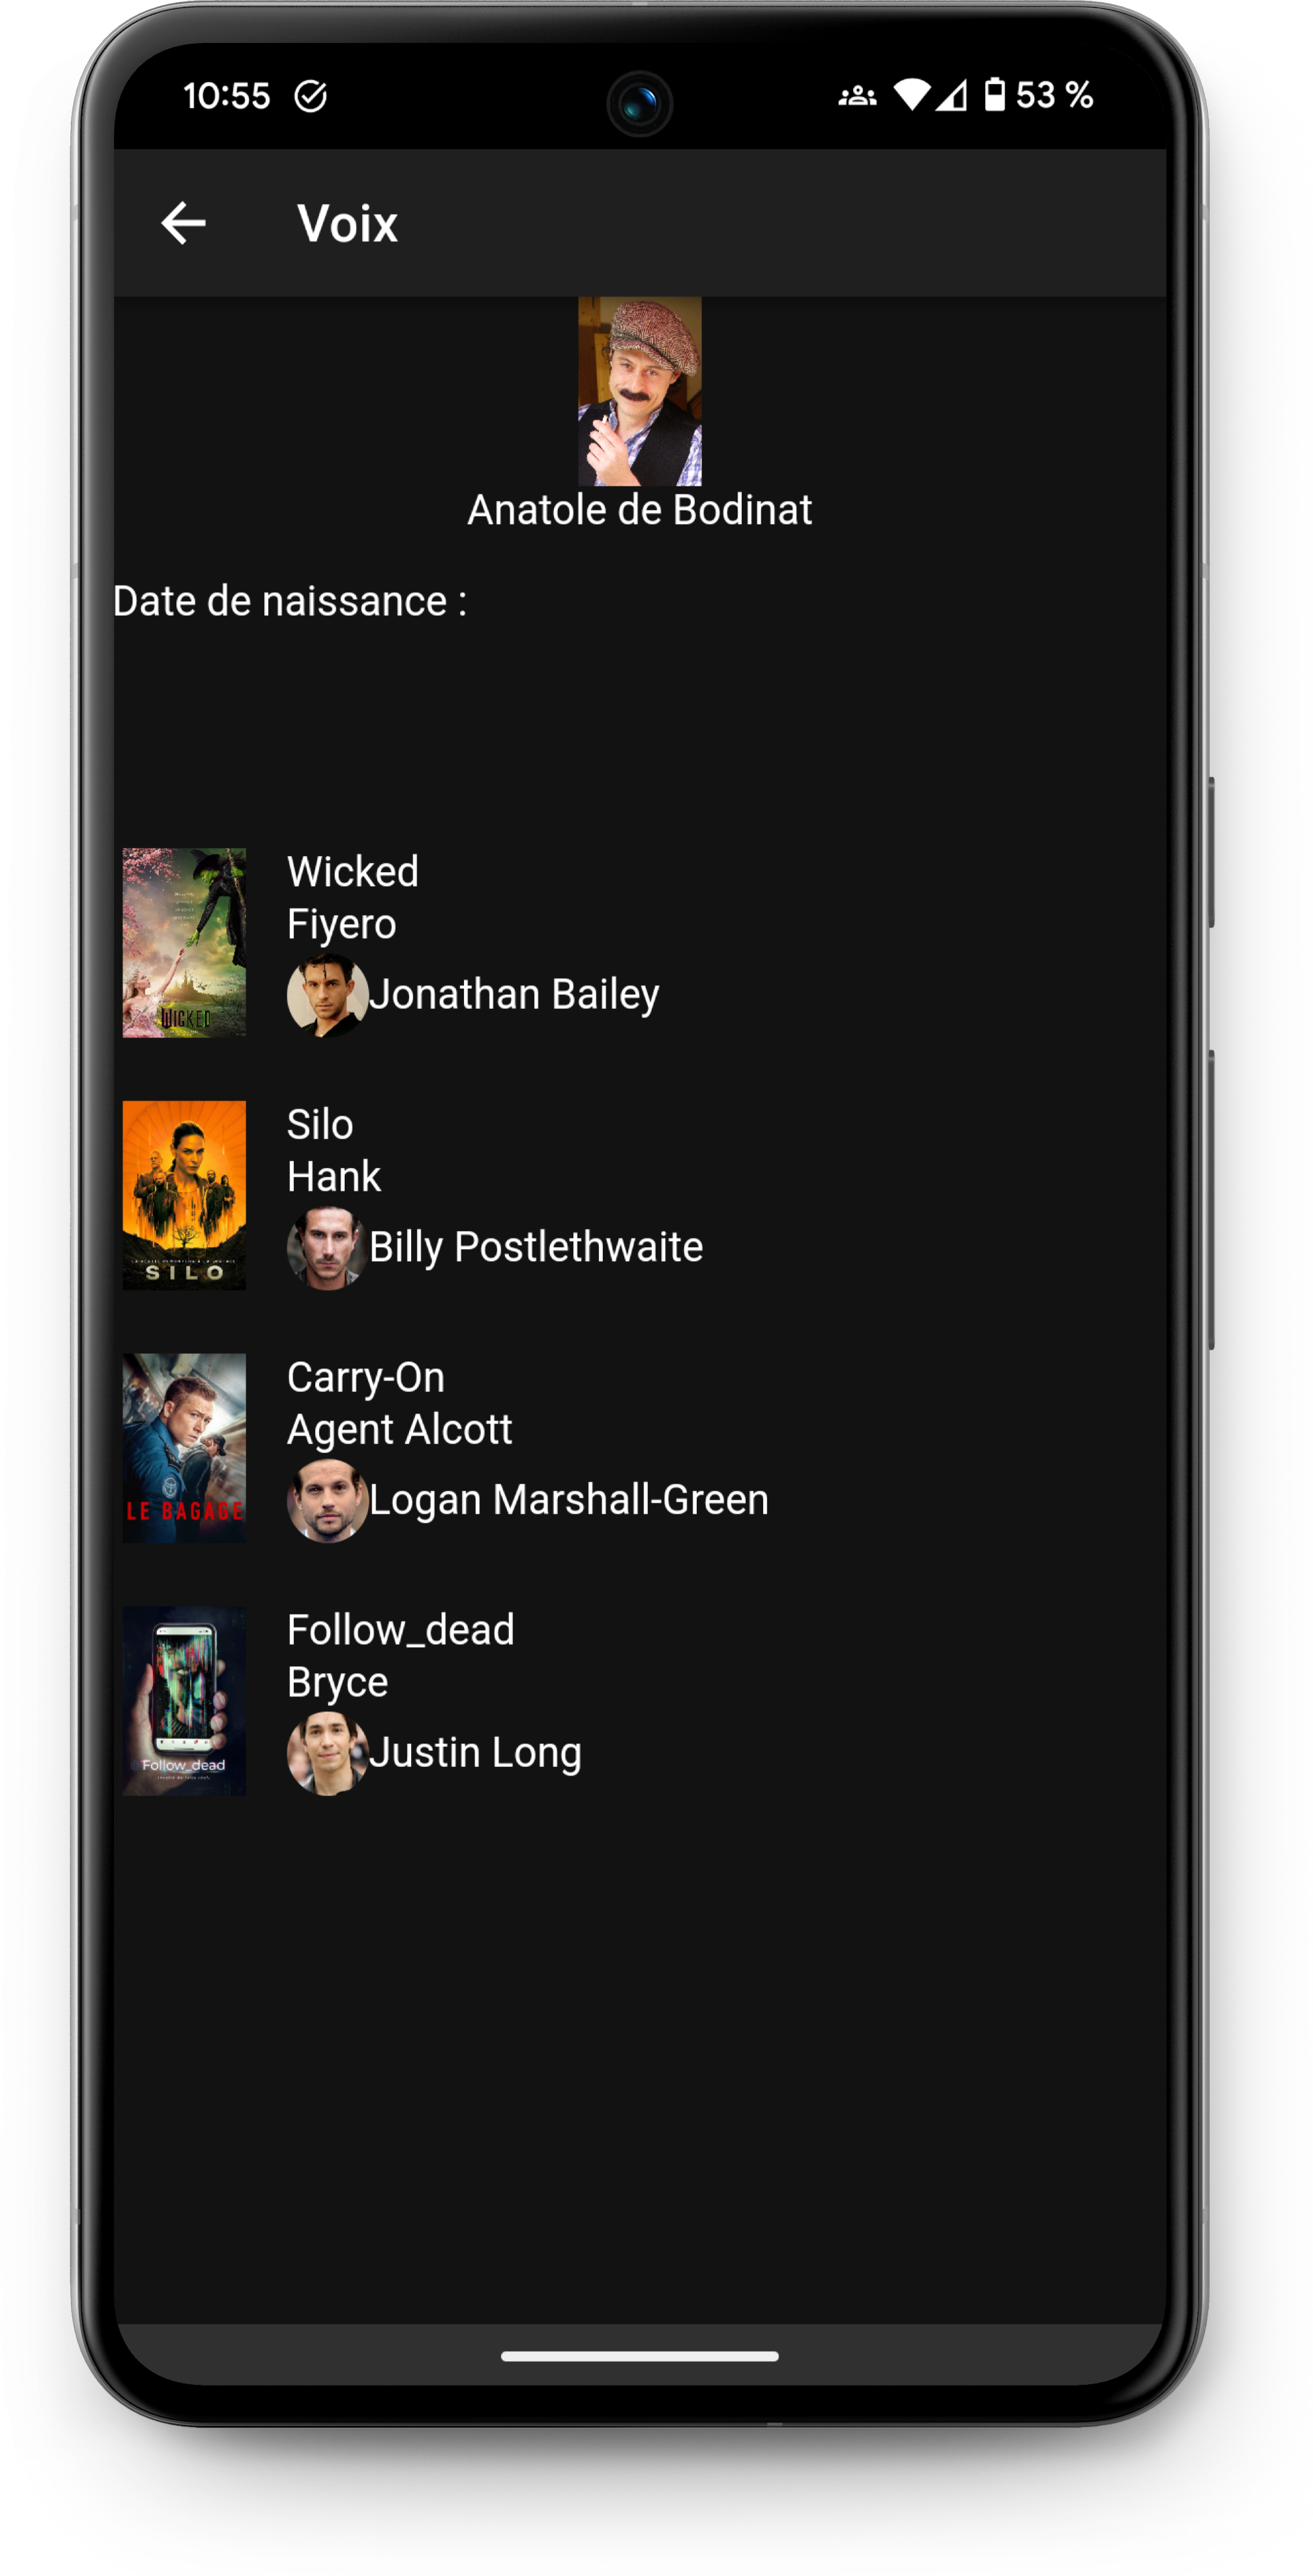 10:55 53 %
Voix
Anatole de Bodinat
Date de naissance :
Wicked
Fiyero
Jonathan Bailey
WICKED
Silo
Hank
Billy Postlethwaite
SILO
Carry-On
Agent Alcott
Logan Marshall-Green
LE BAGAGE
Follow_dead
Bryce
Justin Long
Follow_dead